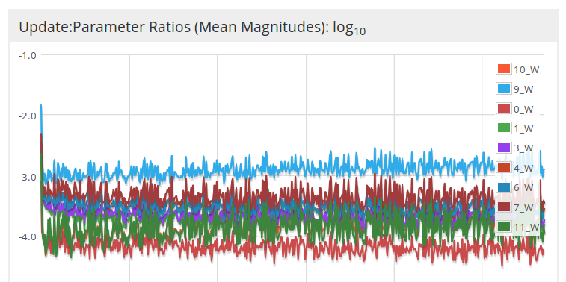 Update:Parameter Ratios (Mean Magnitudes): log10
-1.0
-2.0
-3.0
-4.0
10_W
9_W
0_W
1_W
3_W
4_W
6_W
7_W
11_W